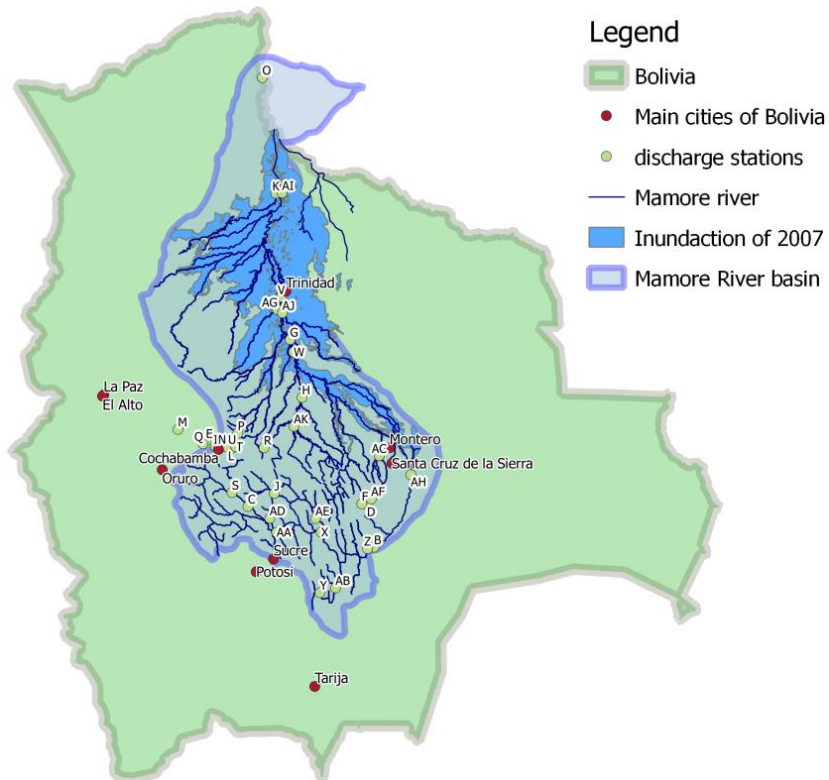 Legend
Bolivia
Main cities of Bolivia
discharge stations
Mamore river
Inundaction of 2007
Mamore River basin
O
K AI
V Trinidad
AG AJ
G
W
H
La Paz
El Alto
AK
M
P
Q E IN U
T
R
L
Montero
AC
Cochabamba
Santa Cruz de la Sierra
Oruro
AH
S
J
C
F AF
D
AD
AE
AA
X
Z B
Sucre
Potosi
Y AB
Tarija